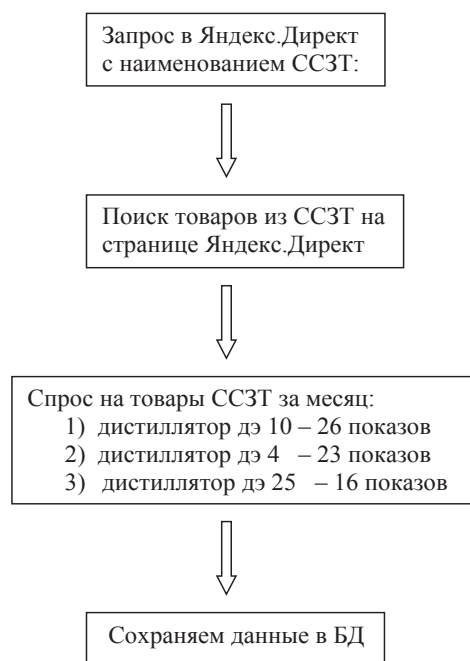 Запрос в Яндекс.Директ
с наименованием ССЗТ:
Поиск товаров из ССЗТ на
странице Яндекс.Директ
Спрос на товары ССЗТ за месяц:
1) дистиллятор дэ 10 – 26 показов
2) дистиллятор дэ 4 – 23 показов
3) дистиллятор дэ 25 – 16 показов
Сохраняем данные в БД